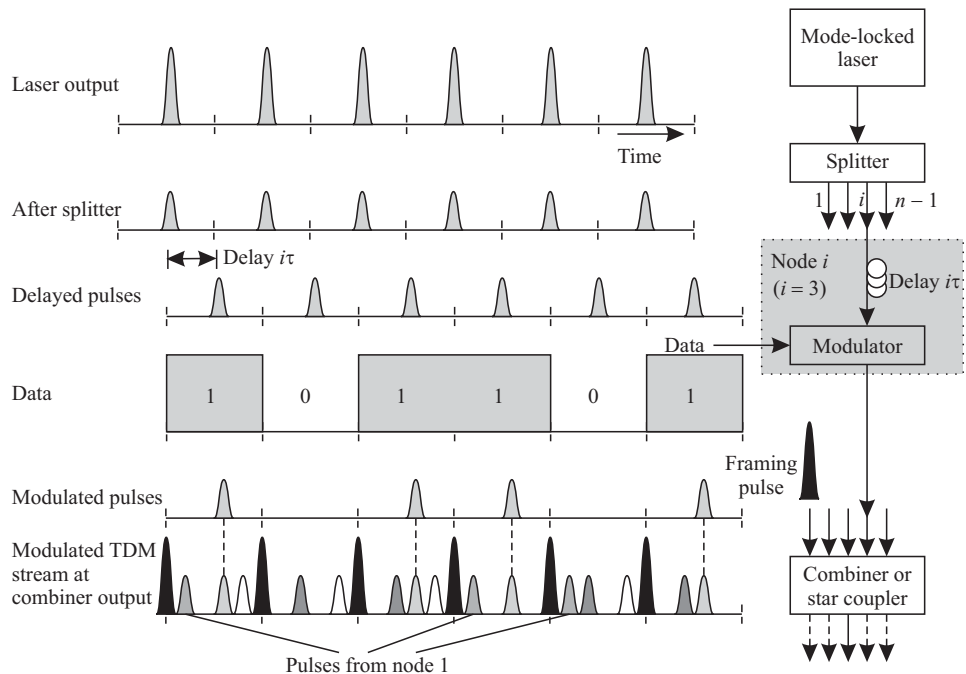 Mode-locked
laser
Laser output
Time
Splitter
After splitter
1
i
n – 1
Delay iτ
Node i
(i = 3)
Delay iτ
Delayed pulses
Data
Modulator
Data
1 0 1 1 0 1
Framing
pulse
Modulated pulses
Modulated TDM
stream at
combiner output
Combiner or
star coupler
Pulses from node 1